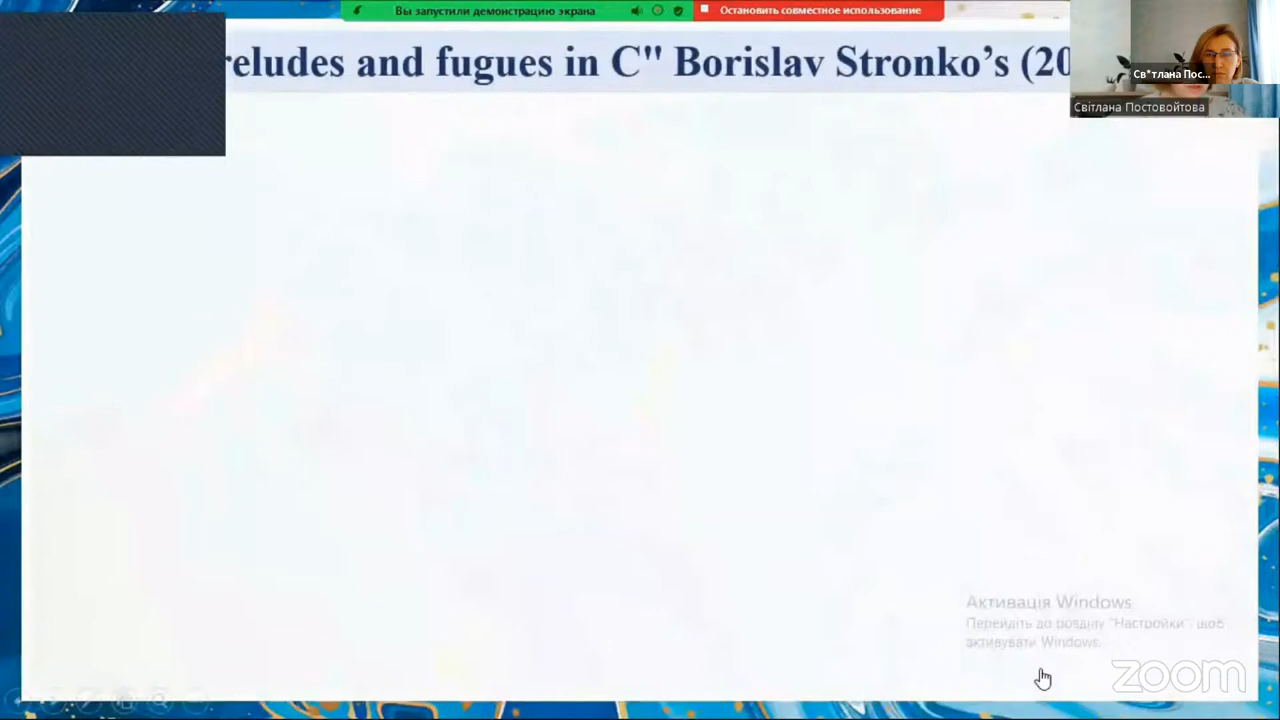 Вы запустили демонстрацию экрана
Остановить совместное использование
reludes and fugues in C" Borislav Stronko’s (20
Св*тлана Пос...
Світлана Постовойтова
Активація Windows
Перейдіть до розділу "Настройки", щоб
активувати Windows.
zoom